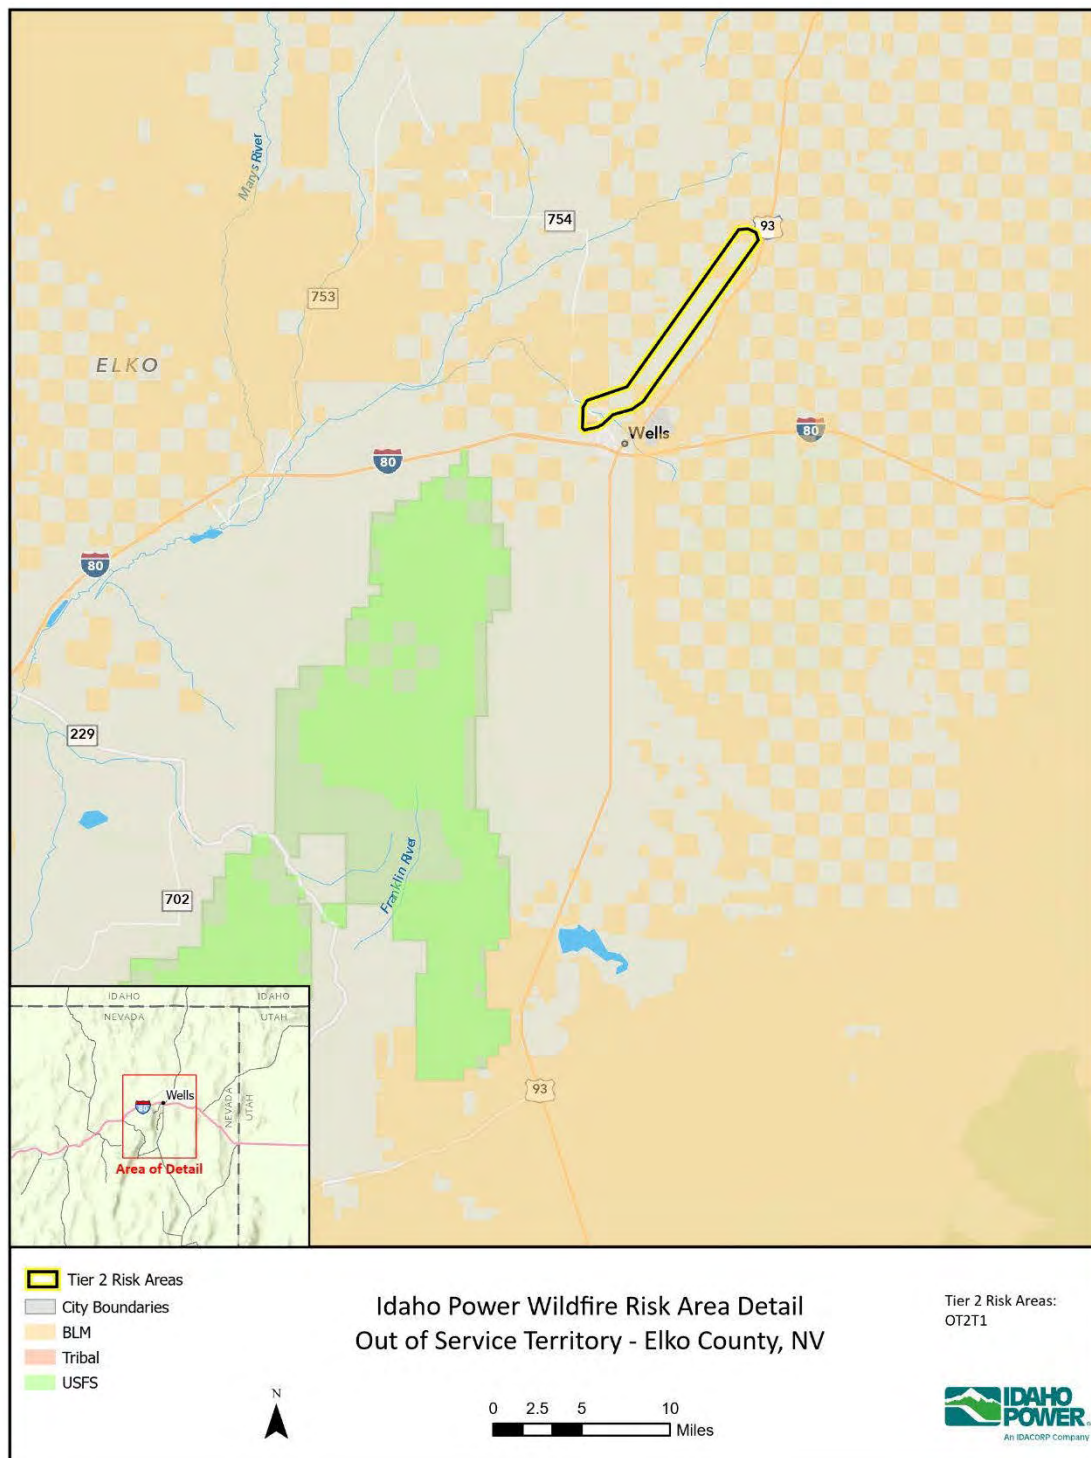 Marys River
754
93
753
ELKO
Wells
80
80
80
229
Franklin River
702
93
IDAHO
IDAHO
NEVADA
UTAH
Wells
80
NEVADA
UTAH
Area of Detail
Tier 2 Risk Areas
City Boundaries
BLM
Tribal
USFS
Idaho Power Wildfire Risk Area Detail
Out of Service Territory - Elko County, NV
N
0 2.5 5 10
Miles
Tier 2 Risk Areas:
OT2T1
IDAHO
POWER®
An IDACORP Company